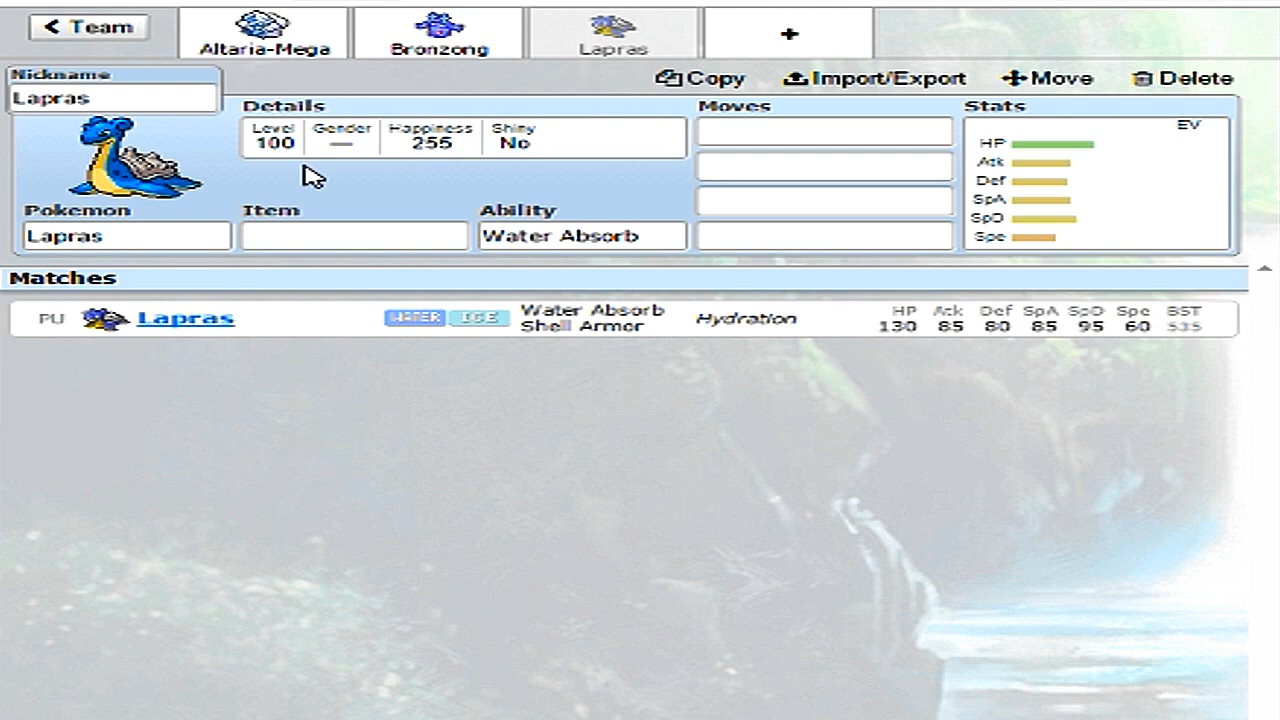 Team
Altaria-Mega
Bronzong
Lapras
+
Nickname
Lapras
Copy
Import/Export
Move
Delete
Details
Level
Gender
Happiness
Shiny
100
—
255
No
Moves
Stats
EV
HP
Atk
Def
SpA
SpD
Spe
Pokemon
Item
Ability
Lapras
Water Absorb
Matches
PU
Lapras
WATER
ICE
Water Absorb
Shell Armor
Hydration
HP Atk Def SpA SpD Spe BST
130 85 80 85 95 60 535